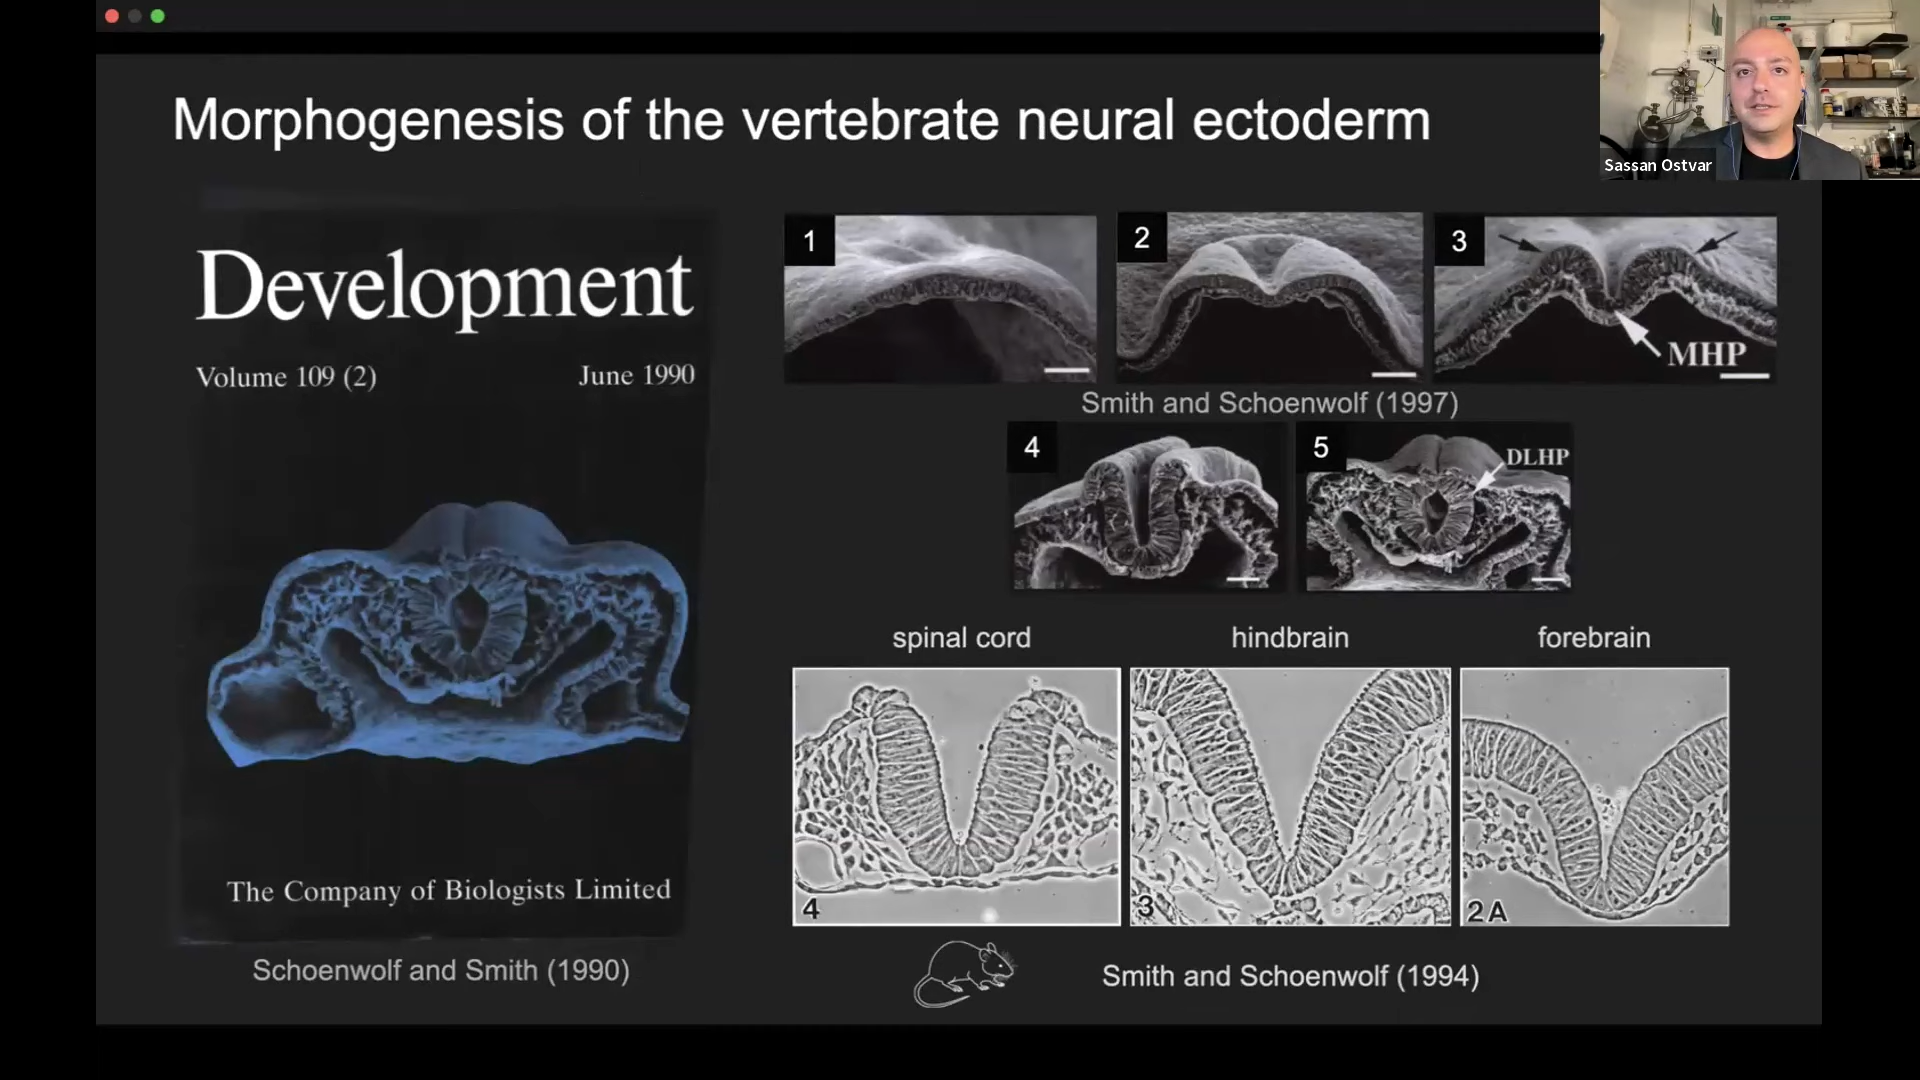 Sassan Ostvar
Morphogenesis of the vertebrate neural ectoderm
Development
Volume 109 (2) June 1990
The Company of Biologists Limited
Schoenwolf and Smith (1990)
1
2
3
MHP
Smith and Schoenwolf (1997)
4
5
DLHP
spinal cord
hindbrain
forebrain
4
3
2A
Smith and Schoenwolf (1994)